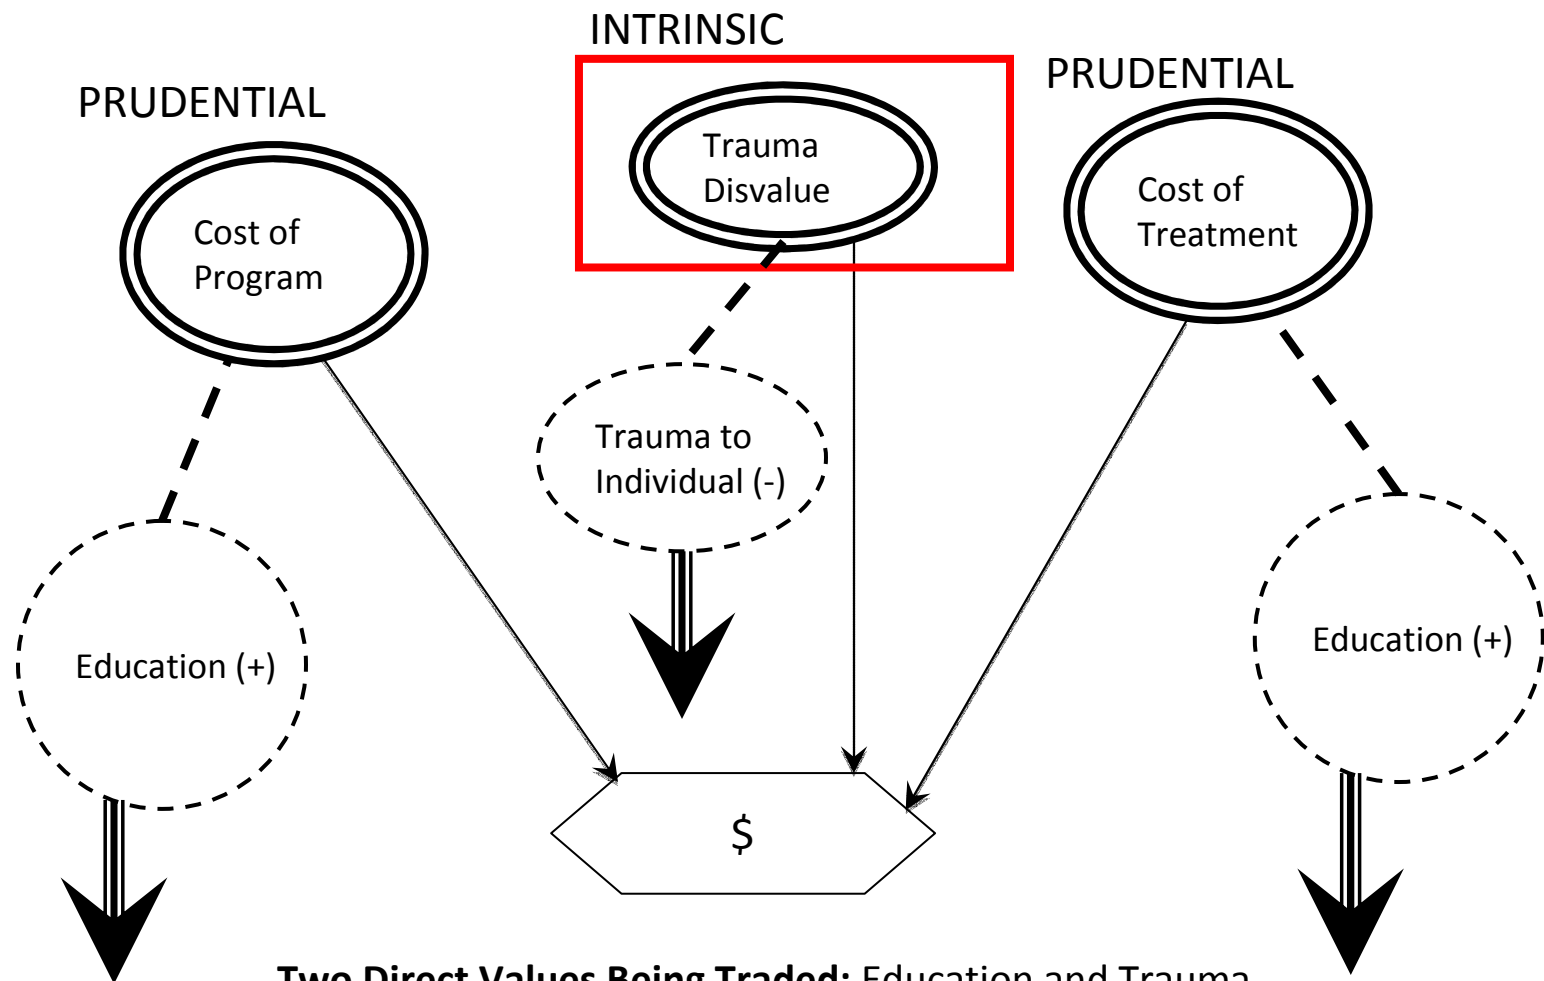 INTRINSIC
PRUDENTIAL
PRUDENTIAL
Trauma
Disvalue
Cost of
Program
Cost of
Treatment
Trauma to
Individual (-)
Education (+)
Education (+)
$
Two Direct Values Being Traded: Education and Trauma